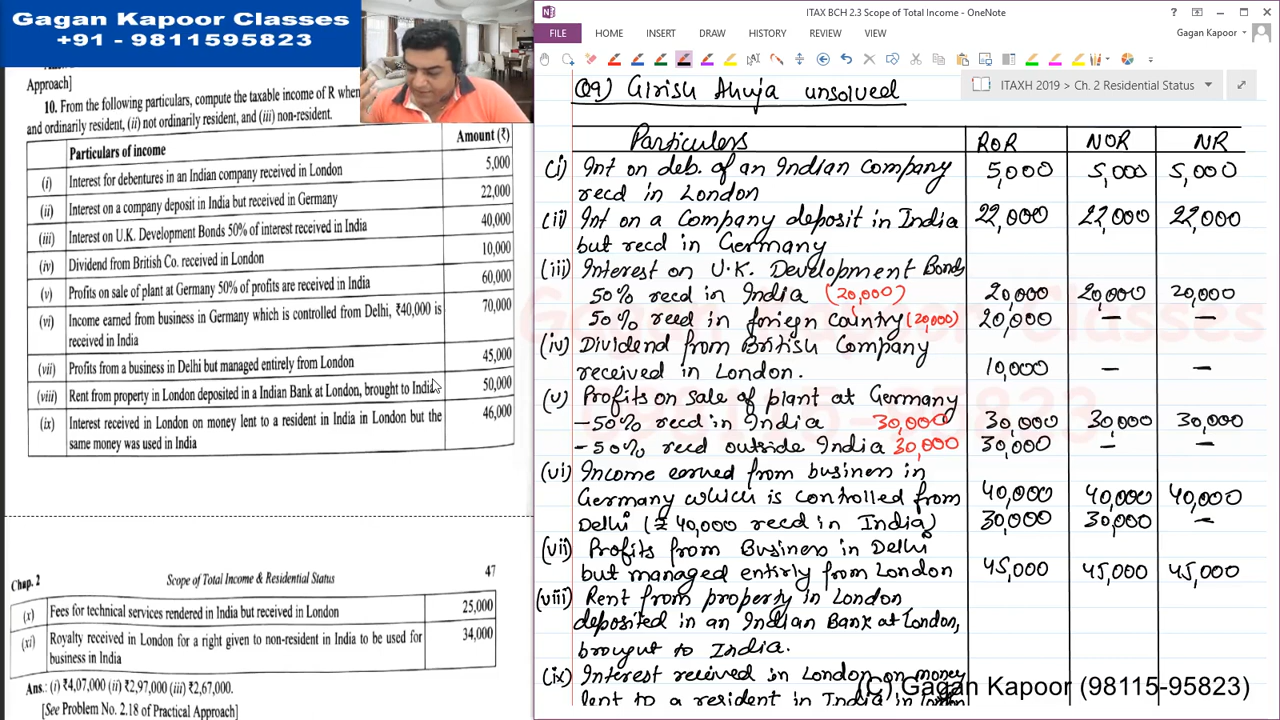 Gagan Kapoor Classes
+91 - 9811595823
Approach]
10. From the following particulars, compute the taxable income of R when
and ordinarily resident, (ii) not ordinarily resident, and (iii) non-resident.
Particulars of income Amount (₹)
(i) Interest for debentures in an Indian company received in London 5,000
(ii) Interest on a company deposit in India but received in Germany 22,000
(iii) Interest on U.K. Development Bonds 50% of interest received in India 40,000
(iv) Dividend from British Co. received in London 10,000
(v) Profits on sale of plant at Germany 50% of profits are received in India 60,000
(vi) Income earned from business in Germany which is controlled from Delhi, ₹40,000 is 70,000
received in India
(vii) Profits from a business in Delhi but managed entirely from London 45,000
(viii) Rent from property in London deposited in a Indian Bank at London, brought to India 50,000
(ix) Interest received in London on money lent to a resident in India in London but the 46,000
same money was used in India
Chap. 2 Scope of Total Income & Residential Status 47
(x) Fees for technical services rendered in India but received in London 25,000
(xi) Royalty received in London for a right given to non-resident in India to be used for 34,000
business in India
Ans.: (i) ₹4,07,000 (ii) ₹2,97,000 (iii) ₹2,67,000.
[See Problem No. 2.18 of Practical Approach]
ITAX BCH 2.3 Scope of Total Income - OneNote
FILE HOME INSERT DRAW HISTORY REVIEW VIEW Gagan Kapoor
ITAXH 2019 > Ch. 2 Residential Status
Q9) Girish Ahuja unsolved
Particulars ROR NOR NR
(i) Int on deb. of an Indian Company 5,000 5,000 5,000
recd in London
(ii) Int on a Company deposit in India 22,000 22,000 22,000
but recd in Germany
(iii) Interest on U.K. Development Bonds
50% recd in India (20,000) 20,000 20,000 20,000
50% recd in foriegn country (20,000) 20,000 — —
(iv) Dividend from British Company
received in London. 10,000 — —
(v) Profits on sale of plant at Germany
- 50% recd in India 30,000 30,000 30,000 30,000
- 50% recd outside India 30,000 30,000 — —
(vi) Income earned from business in
Germany which is controlled from 40,000 40,000 40,000
Delhi (₹ 40,000 recd in India) 30,000 30,000 —
(vii) Profits from Business in Delhi
but managed entirly from London 45,000 45,000 45,000
(viii) Rent from property in London
deposited in an Indian Bank at London,
brought to India.
(ix) Interest received in London on money
lent to a resident in India in London
(C) Gagan Kapoor (98115-95823)